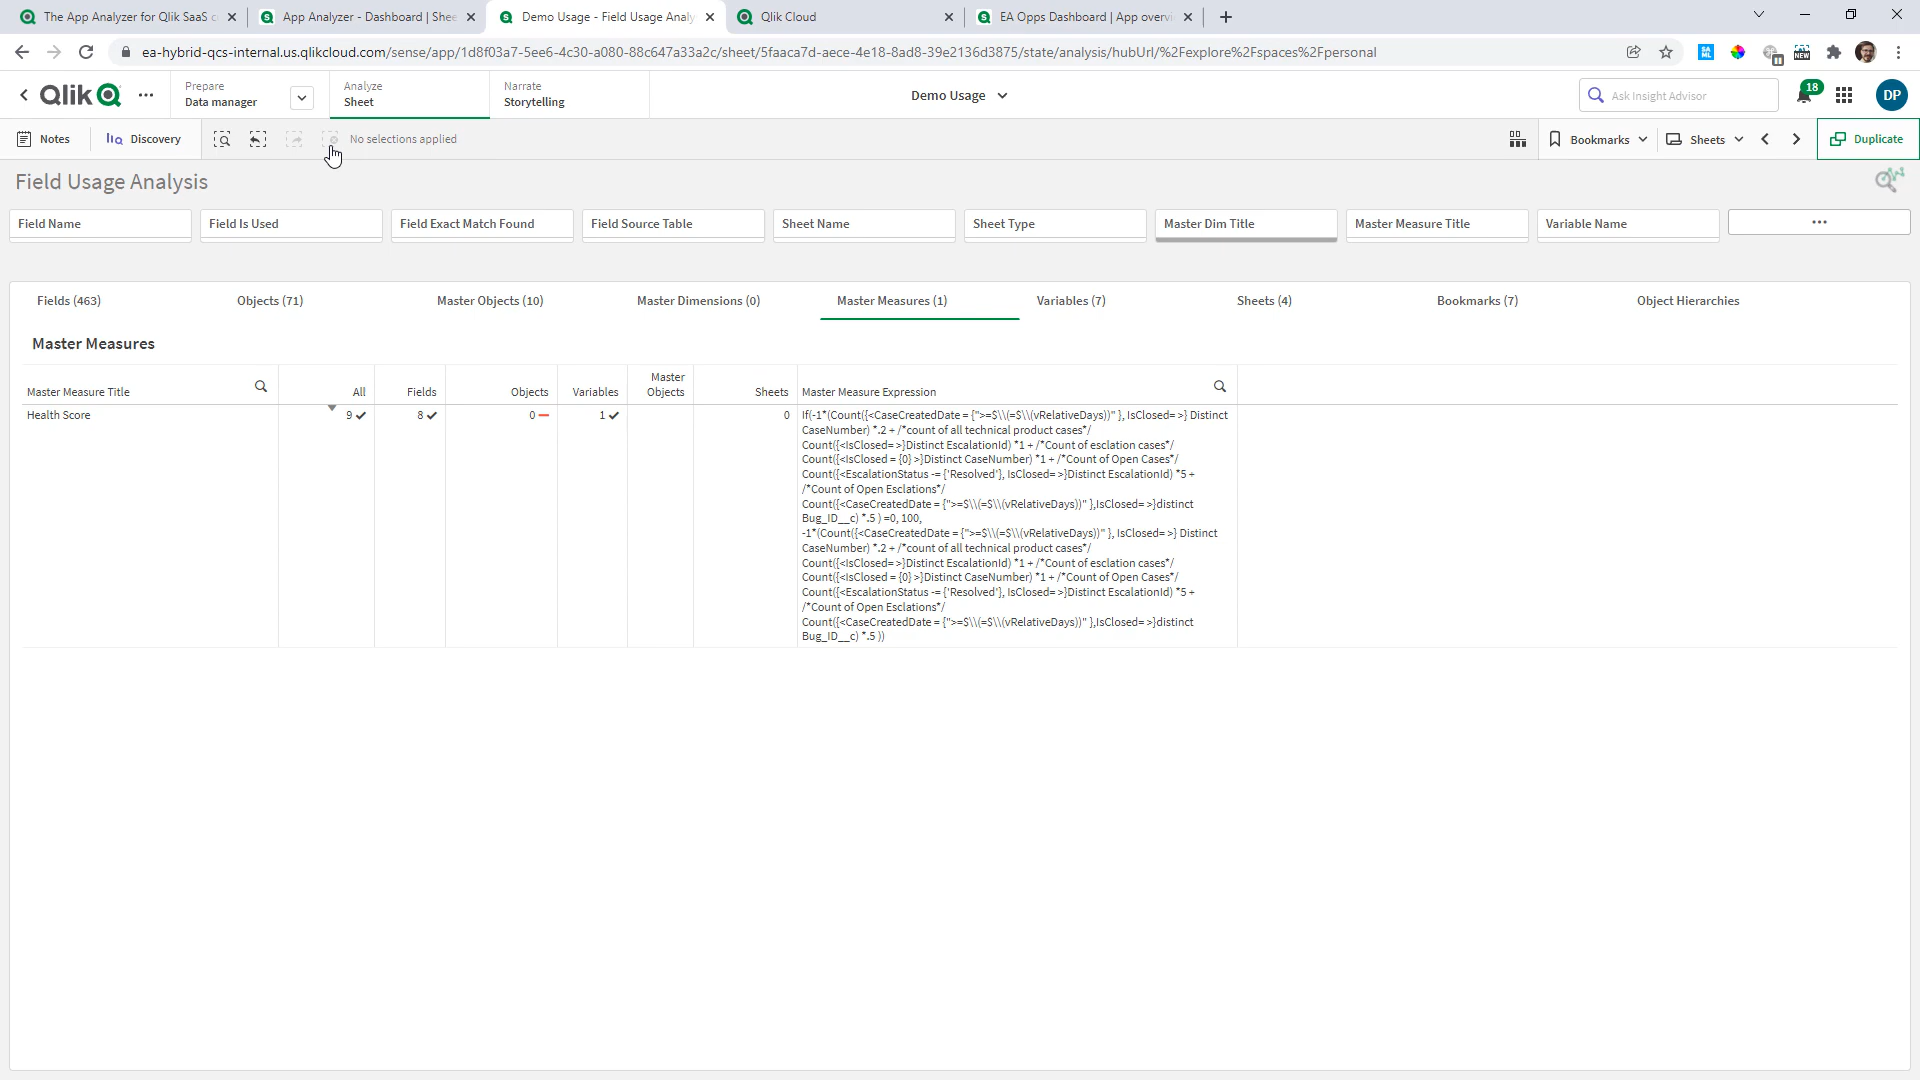 The App Analyzer for Qlik SaaS c
App Analyzer - Dashboard | Shee
Demo Usage - Field Usage Analy
Qlik Cloud
EA Opps Dashboard | App overvi
ea-hybrid-qcs-internal.us.qlikcloud.com/sense/app/1d8f03a7-5ee6-4c30-a080-88c647a33a2c/sheet/5faaca7d-aece-4e18-8ad8-39e2136d3875/state/analysis/hubUrl/%2Fexplore%2Fspaces%2Fpersonal
Qlik
Prepare
Data manager
Analyze
Sheet
Narrate
Storytelling
Demo Usage
Ask Insight Advisor
18
DP
Notes
Discovery
No selections applied
Bookmarks
Sheets
Duplicate
Field Usage Analysis
Field Name
Field Is Used
Field Exact Match Found
Field Source Table
Sheet Name
Sheet Type
Master Dim Title
Master Measure Title
Variable Name
Fields (463)
Objects (71)
Master Objects (10)
Master Dimensions (0)
Master Measures (1)
Variables (7)
Sheets (4)
Bookmarks (7)
Object Hierarchies
Master Measures
Master Measure Title
All
Fields
Objects
Variables
Master
Objects
Sheets
Master Measure Expression
Health Score
9
8
0
1
0
If(-1*(Count({<CaseCreatedDate = {">=$\\(=$\\(vRelativeDays))" }, IsClosed= >} Distinct
CaseNumber) *.2 + /*count of all technical product cases*/
Count({<IsClosed= >}Distinct EscalationId) *1 + /*Count of esclation cases*/
Count({<IsClosed = {0} >}Distinct CaseNumber) *1 + /*Count of Open Cases*/
Count({<EscalationStatus -= {'Resolved'}, IsClosed= >}Distinct EscalationId) *5 +
/*Count of Open Esclations*/
Count({<CaseCreatedDate = {">=$\\(=$\\(vRelativeDays))" },IsClosed= >}distinct
Bug_ID__c) *.5 ) =0, 100,
-1*(Count({<CaseCreatedDate = {">=$\\(=$\\(vRelativeDays))" }, IsClosed= >} Distinct
CaseNumber) *.2 + /*count of all technical product cases*/
Count({<IsClosed= >}Distinct EscalationId) *1 + /*Count of esclation cases*/
Count({<IsClosed = {0} >}Distinct CaseNumber) *1 + /*Count of Open Cases*/
Count({<EscalationStatus -= {'Resolved'}, IsClosed= >}Distinct EscalationId) *5 +
/*Count of Open Esclations*/
Count({<CaseCreatedDate = {">=$\\(=$\\(vRelativeDays))" },IsClosed= >}distinct
Bug_ID__c) *.5 ))